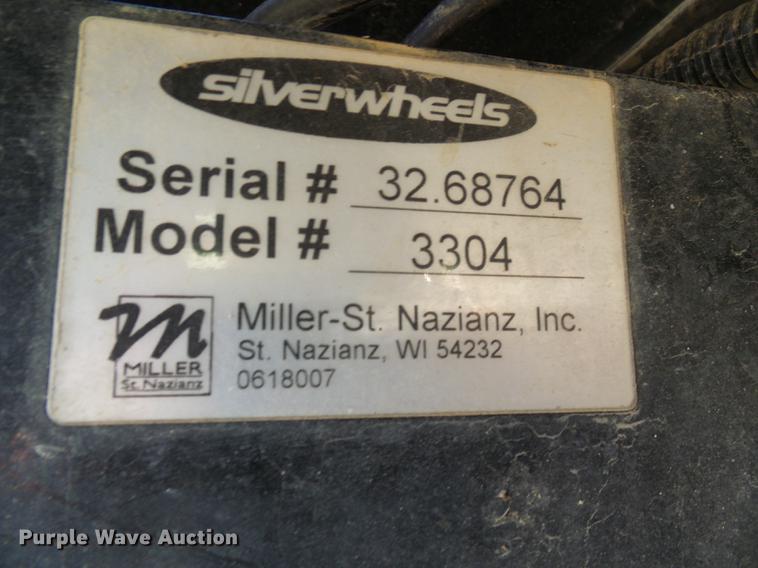 silverwheels
Serial # 32.68764
Model # 3304
M
MILLER
St. Nazianz
Miller-St. Nazianz, Inc.
St. Nazianz, WI 54232
0618007
Purple Wave Auction